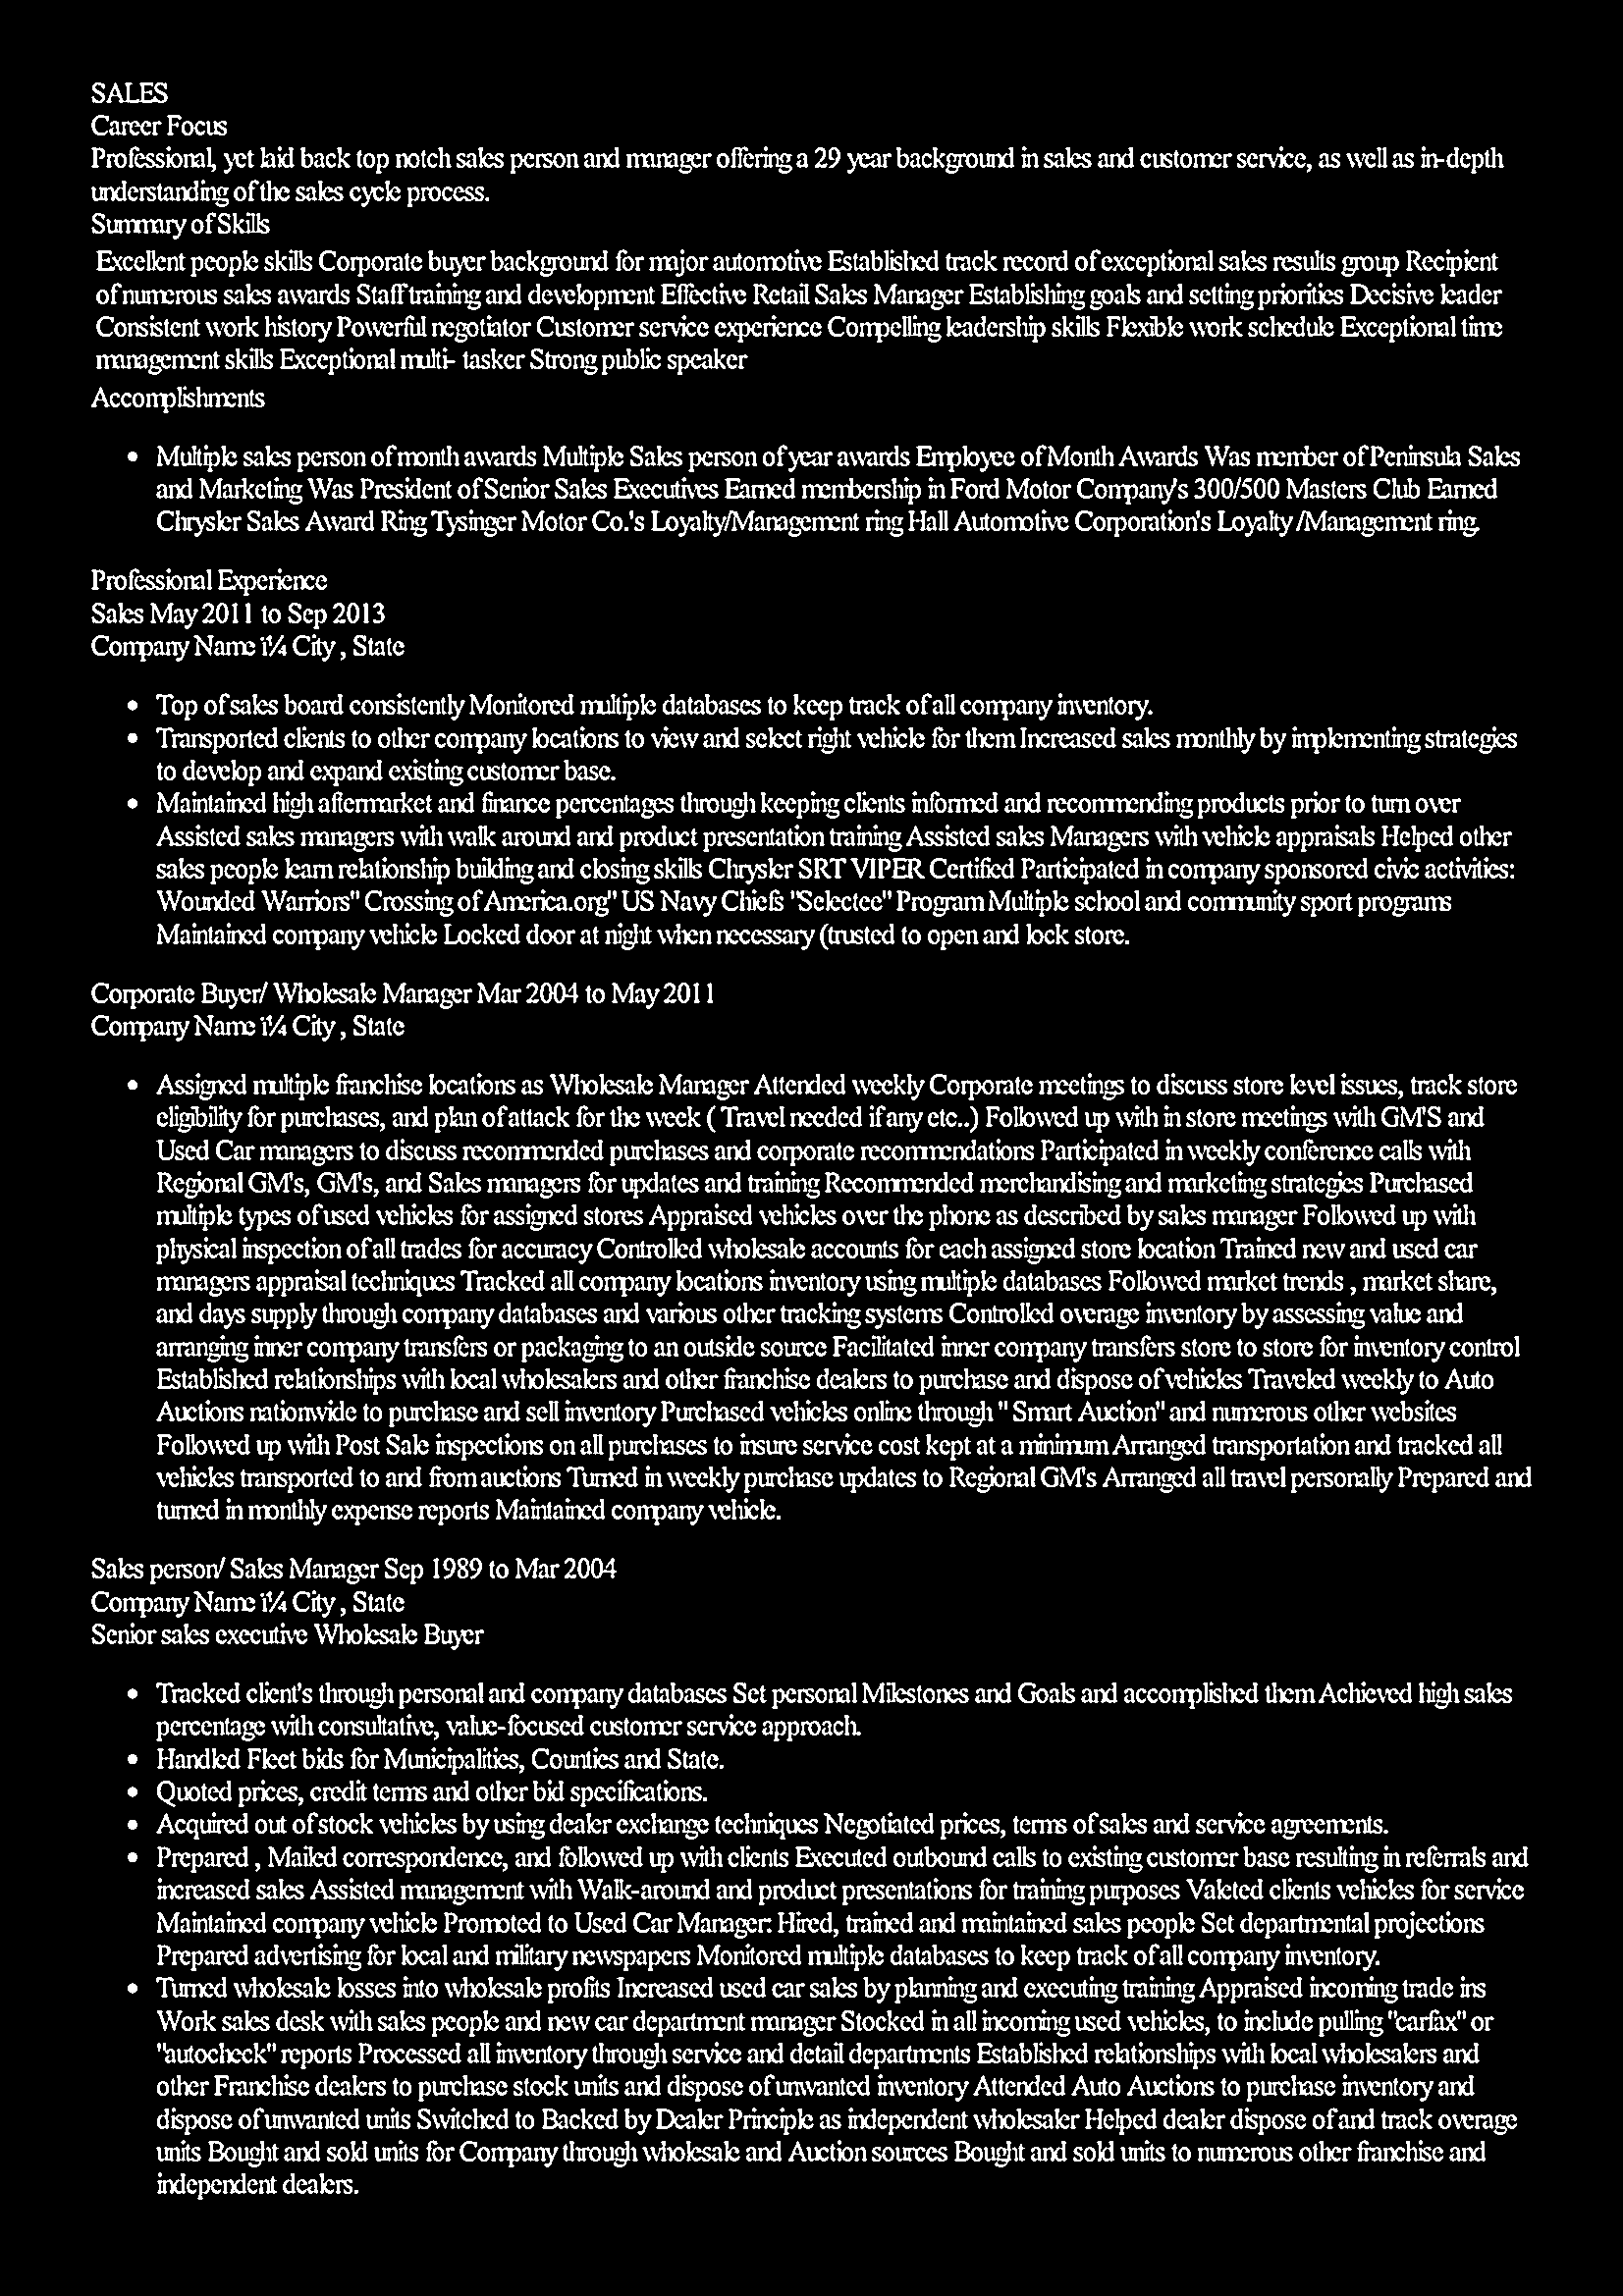 SALES
Career Focus
Professional, yet laid back top notch sales person and manager offering a 29 year background in sales and customer service, as well as in-depth
understanding of the sales cycle process.
Summary of Skills
Excellent people skills Corporate buyer background for major automotive Established track record of exceptional sales results group Recipient
of numerous sales awards Staff training and development Effective Retail Sales Manager Establishing goals and setting priorities Decisive leader
Consistent work history Powerful negotiator Customer service experience Compelling leadership skills Flexible work schedule Exceptional time
management skills Exceptional multi- tasker Strong public speaker
Accomplishments
• Multiple sales person of month awards Multiple Sales person of year awards Employee of Month Awards Was member of Peninsula Sales
and Marketing Was President of Senior Sales Executives Earned membership in Ford Motor Company's 300/500 Masters Club Earned
Chrysler Sales Award Ring Tysinger Motor Co.'s Loyalty/Management ring Hall Automotive Corporation's Loyalty /Management ring.
Professional Experience
Sales May 2011 to Sep 2013
Company Name ï¼ City , State
• Top of sales board consistently Monitored multiple databases to keep track of all company inventory.
• Transported clients to other company locations to view and select right vehicle for them Increased sales monthly by implementing strategies
to develop and expand existing customer base.
• Maintained high aftermarket and finance percentages through keeping clients informed and recommending products prior to turn over
Assisted sales managers with walk around and product presentation training Assisted sales Managers with vehicle appraisals Helped other
sales people learn relationship building and closing skills Chrysler SRT VIPER Certified Participated in company sponsored civic activities:
Wounded Warriors" Crossing of America.org" US Navy Chiefs "Selectee" Program Multiple school and community sport programs
Maintained company vehicle Locked door at night when necessary (trusted to open and lock store.
Corporate Buyer/ Wholesale Manager Mar 2004 to May 2011
Company Name ï¼ City , State
• Assigned multiple franchise locations as Wholesale Manager Attended weekly Corporate meetings to discuss store level issues, track store
eligibility for purchases, and plan of attack for the week ( Travel needed if any etc..) Followed up with in store meetings with GM'S and
Used Car managers to discuss recommended purchases and corporate recommendations Participated in weekly conference calls with
Regional GM's, GM's, and Sales managers for updates and training Recommended merchandising and marketing strategies Purchased
multiple types of used vehicles for assigned stores Appraised vehicles over the phone as described by sales manager Followed up with
physical inspection of all trades for accuracy Controlled wholesale accounts for each assigned store location Trained new and used car
managers appraisal techniques Tracked all company locations inventory using multiple databases Followed market trends , market share,
and days supply through company databases and various other tracking systems Controlled overage inventory by assessing value and
arranging inner company transfers or packaging to an outside source Facilitated inner company transfers store to store for inventory control
Established relationships with local wholesalers and other franchise dealers to purchase and dispose of vehicles Traveled weekly to Auto
Auctions nationwide to purchase and sell inventory Purchased vehicles online through " Smart Auction" and numerous other websites
Followed up with Post Sale inspections on all purchases to insure service cost kept at a minimum Arranged transportation and tracked all
vehicles transported to and from auctions Turned in weekly purchase updates to Regional GM's Arranged all travel personally Prepared and
turned in monthly expense reports Maintained company vehicle.
Sales person/ Sales Manager Sep 1989 to Mar 2004
Company Name ï¼ City , State
Senior sales executive Wholesale Buyer
• Tracked client's through personal and company databases Set personal Milestones and Goals and accomplished them Achieved high sales
percentage with consultative, value-focused customer service approach.
• Handled Fleet bids for Municipalities, Counties and State.
• Quoted prices, credit terms and other bid specifications.
• Acquired out of stock vehicles by using dealer exchange techniques Negotiated prices, terms of sales and service agreements.
• Prepared , Mailed correspondence, and followed up with clients Executed outbound calls to existing customer base resulting in referrals and
increased sales Assisted management with Walk-around and product presentations for training purposes Valeted clients vehicles for service
Maintained company vehicle Promoted to Used Car Manager: Hired, trained and maintained sales people Set departmental projections
Prepared advertising for local and military newspapers Monitored multiple databases to keep track of all company inventory.
• Turned wholesale losses into wholesale profits Increased used car sales by planning and executing training Appraised incoming trade ins
Work sales desk with sales people and new car department manager Stocked in all incoming used vehicles, to include pulling "carfax" or
"autocheck" reports Processed all inventory through service and detail departments Established relationships with local wholesalers and
other Franchise dealers to purchase stock units and dispose of unwanted inventory Attended Auto Auctions to purchase inventory and
dispose of unwanted units Switched to Backed by Dealer Principle as independent wholesaler Helped dealer dispose of and track overage
units Bought and sold units for Company through wholesale and Auction sources Bought and sold units to numerous other franchise and
independent dealers.